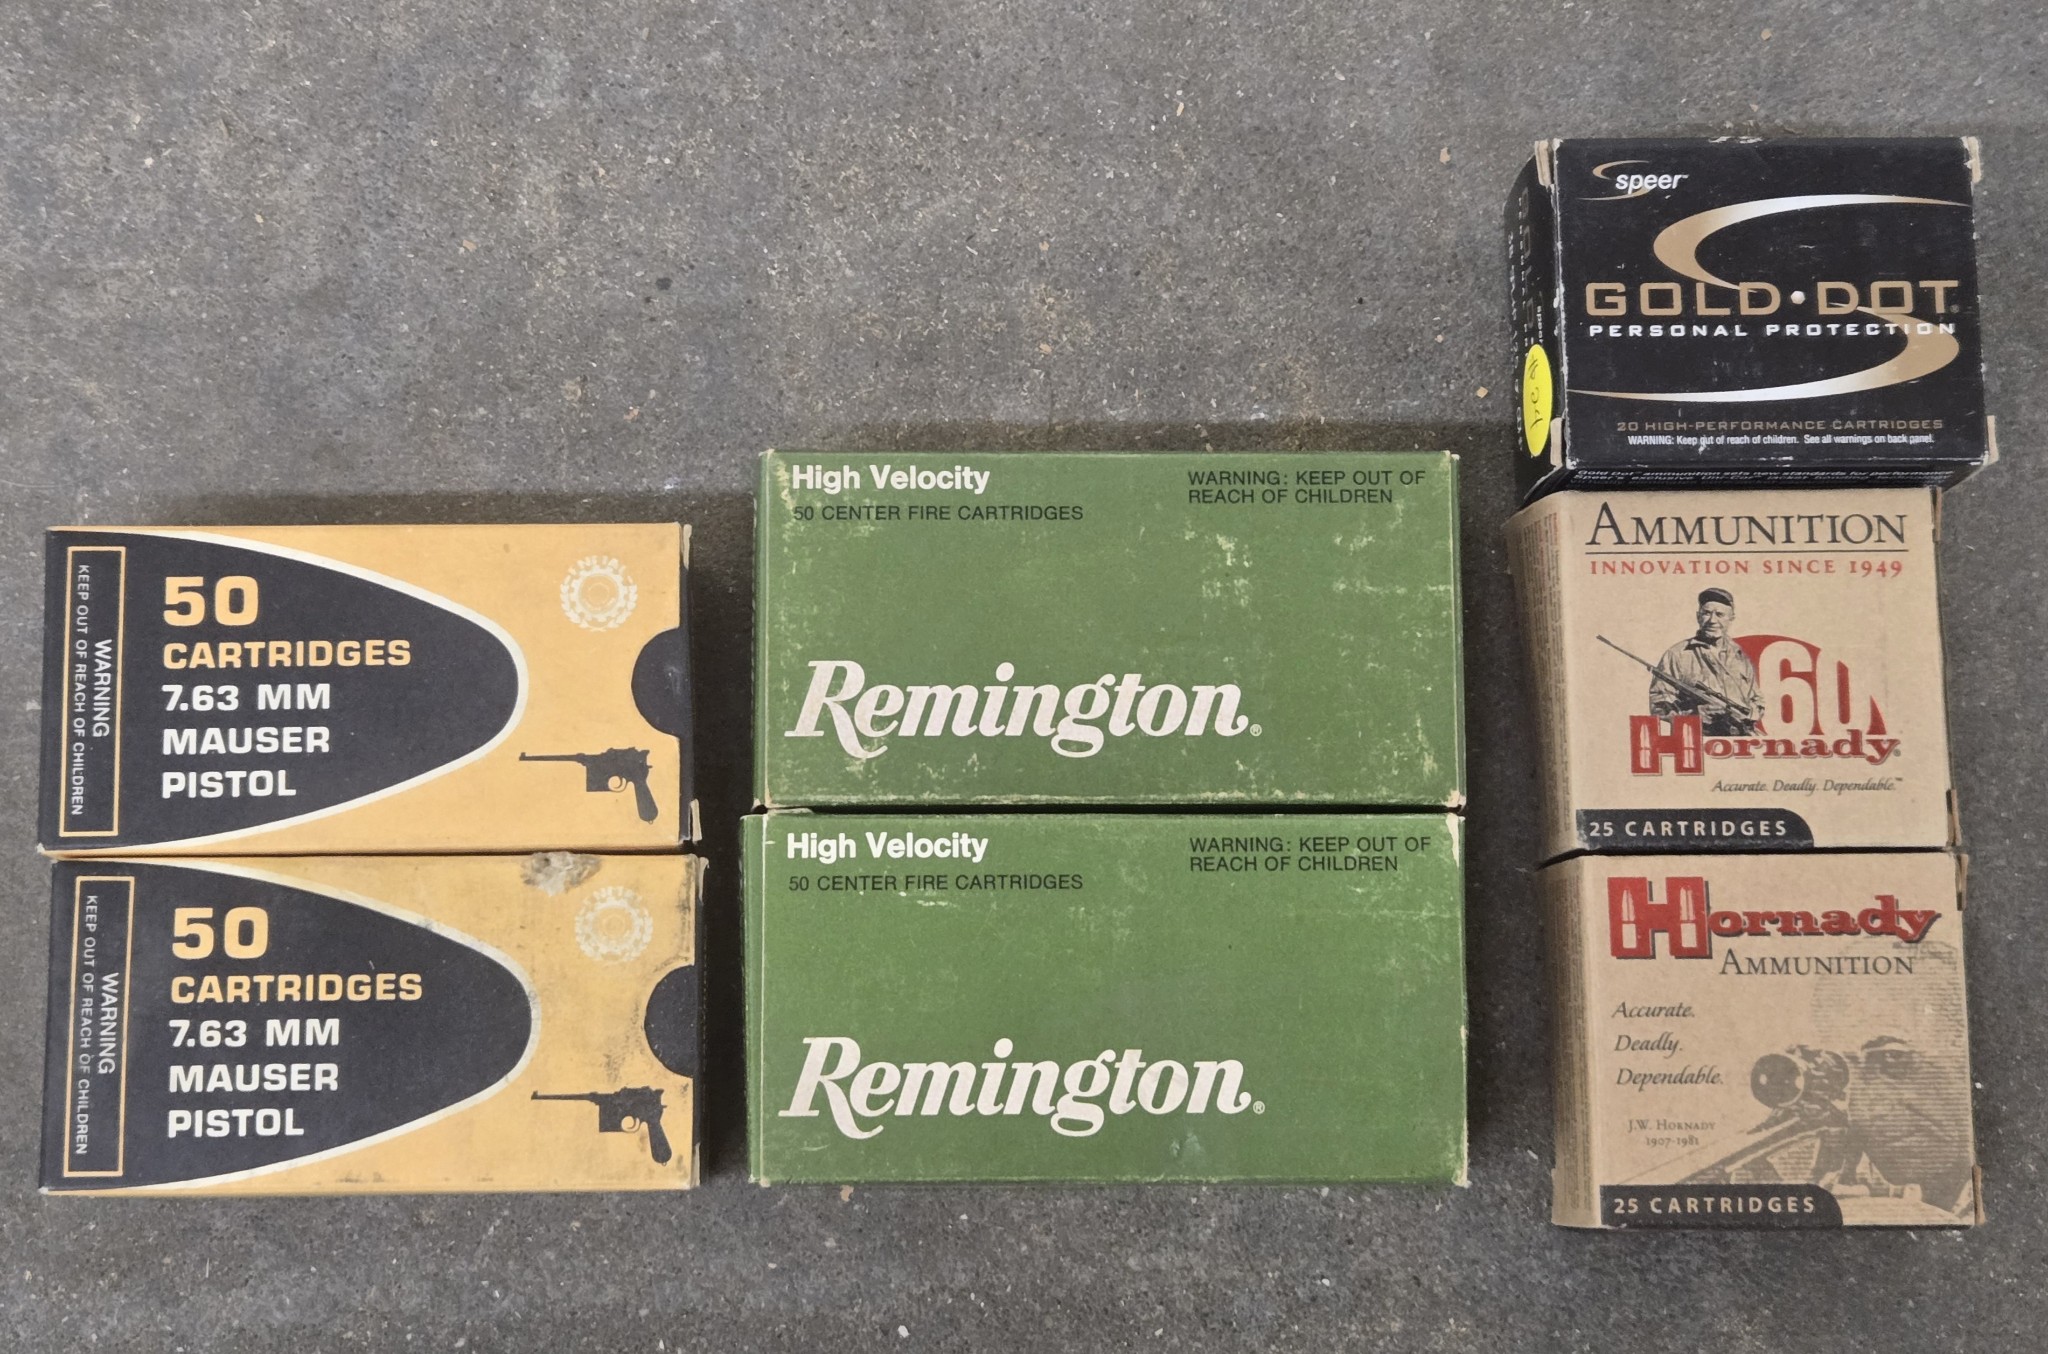 WARNING
KEEP OUT OF REACH OF CHILDREN
50
CARTRIDGES
7.63 MM
MAUSER
PISTOL
WARNING
KEEP OUT OF REACH OF CHILDREN
50
CARTRIDGES
7.63 MM
MAUSER
PISTOL
High Velocity
50 CENTER FIRE CARTRIDGES
WARNING: KEEP OUT OF
REACH OF CHILDREN
Remington®
High Velocity
50 CENTER FIRE CARTRIDGES
WARNING: KEEP OUT OF
REACH OF CHILDREN
Remington®
speer™
GOLD·DOT®
PERSONAL PROTECTION
20 HIGH-PERFORMANCE CARTRIDGES
WARNING: Keep out of reach of children. See all warnings on back panel.
AMMUNITION
INNOVATION SINCE 1949
60
Hornady®
Accurate. Deadly. Dependable.™
25 CARTRIDGES
Hornady
AMMUNITION
Accurate.
Deadly.
Dependable.
J.W. HORNADY
1907-1981
25 CARTRIDGES